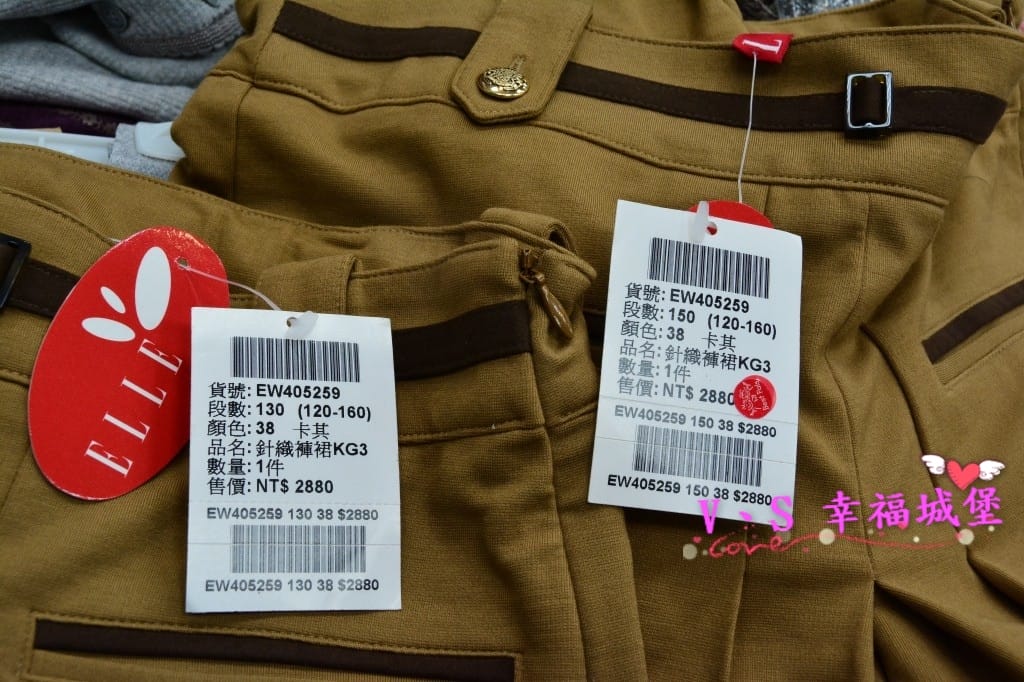 L
ELLE
貨號: EW405259
段數: 130 (120-160)
顏色: 38 卡其
品名: 針織褲裙KG3
數量: 1件
售價: NT$ 2880
EW405259 130 38 $2880
EW405259 130 38 $2880
貨號: EW405259
段數: 150 (120-160)
顏色: 38 卡其
品名: 針織褲裙KG3
數量: 1件
售價: NT$ 2880
EW405259 150 38 $2880
EW405259 150 38 $2880
V、S 幸福城堡